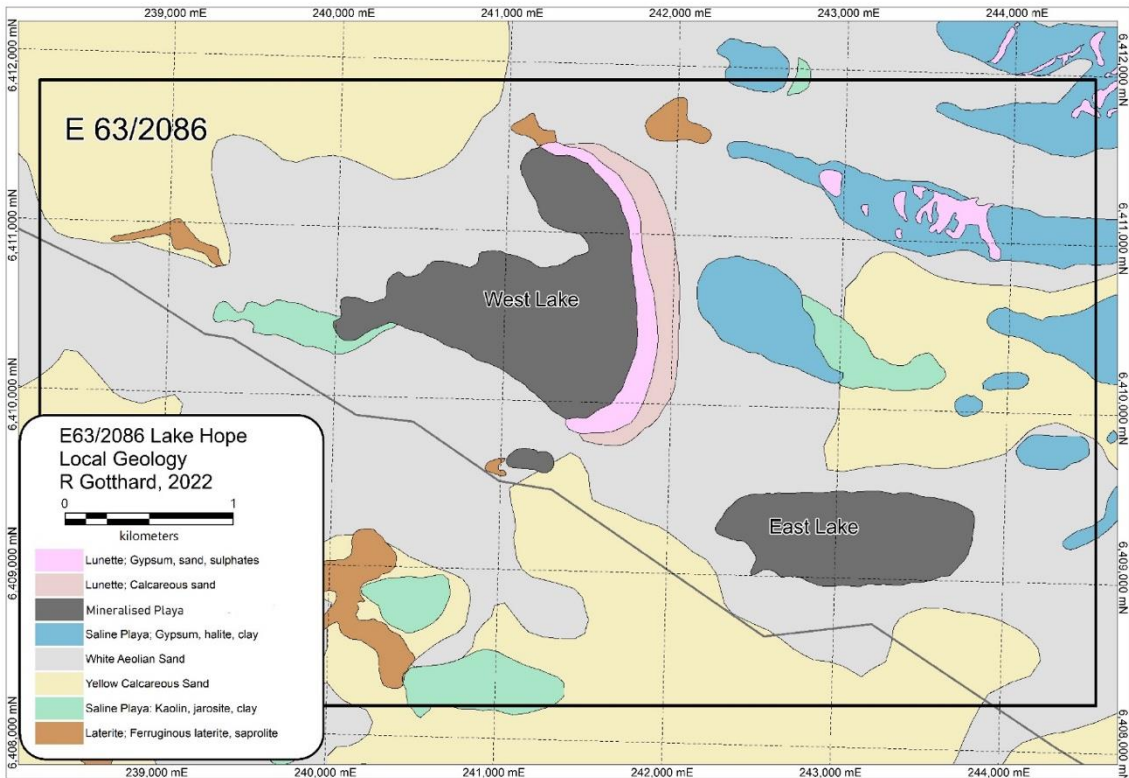 239,000 mE
240,000 mE
241,000 mE
242,000 mE
243,000 mE
244,000 mE
6,412,000 mN
6,412,000 mN
E 63/2086
6,411,000 mN
6,411,000 mN
West Lake
6,410,000 mN
6,410,000 mN
E63/2086 Lake Hope
Local Geology
R Gotthard, 2022
0 1
kilometers
East Lake
6,409,000 mN
6,409,000 mN
Lunette; Gypsum, sand, sulphates
Lunette; Calcareous sand
Mineralised Playa
Saline Playa; Gypsum, halite, clay
White Aeolian Sand
Yellow Calcareous Sand
Saline Playa: Kaolin, jarosite, clay
Laterite; Ferruginous laterite, saprolite
6,408,000 mN
6,408,000 mN
239,000 mE
240,000 mE
241,000 mE
242,000 mE
243,000 mE
244,000 mE